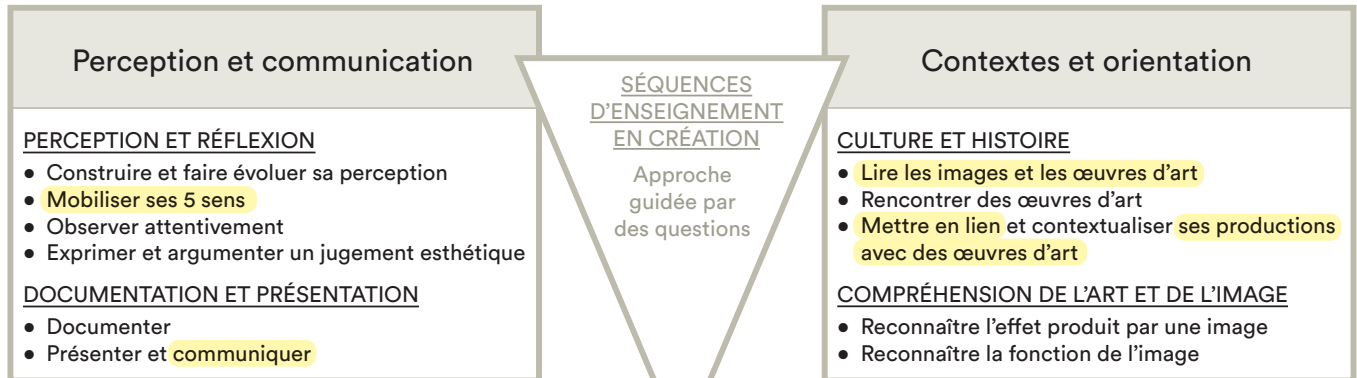 Perception et communication
PERCEPTION ET RÉFLEXION
• Construire et faire évoluer sa perception
• Mobiliser ses 5 sens
• Observer attentivement
• Exprimer et argumenter un jugement esthétique
DOCUMENTATION ET PRÉSENTATION
• Documenter
• Présenter et communiquer
SÉQUENCES
D’ENSEIGNEMENT
EN CRÉATION
Approche
guidée par
des questions
Contextes et orientation
CULTURE ET HISTOIRE
• Lire les images et les œuvres d’art
• Rencontrer des œuvres d’art
• Mettre en lien et contextualiser ses productions
avec des œuvres d’art
COMPRÉHENSION DE L’ART ET DE L’IMAGE
• Reconnaître l’effet produit par une image
• Reconnaître la fonction de l’image